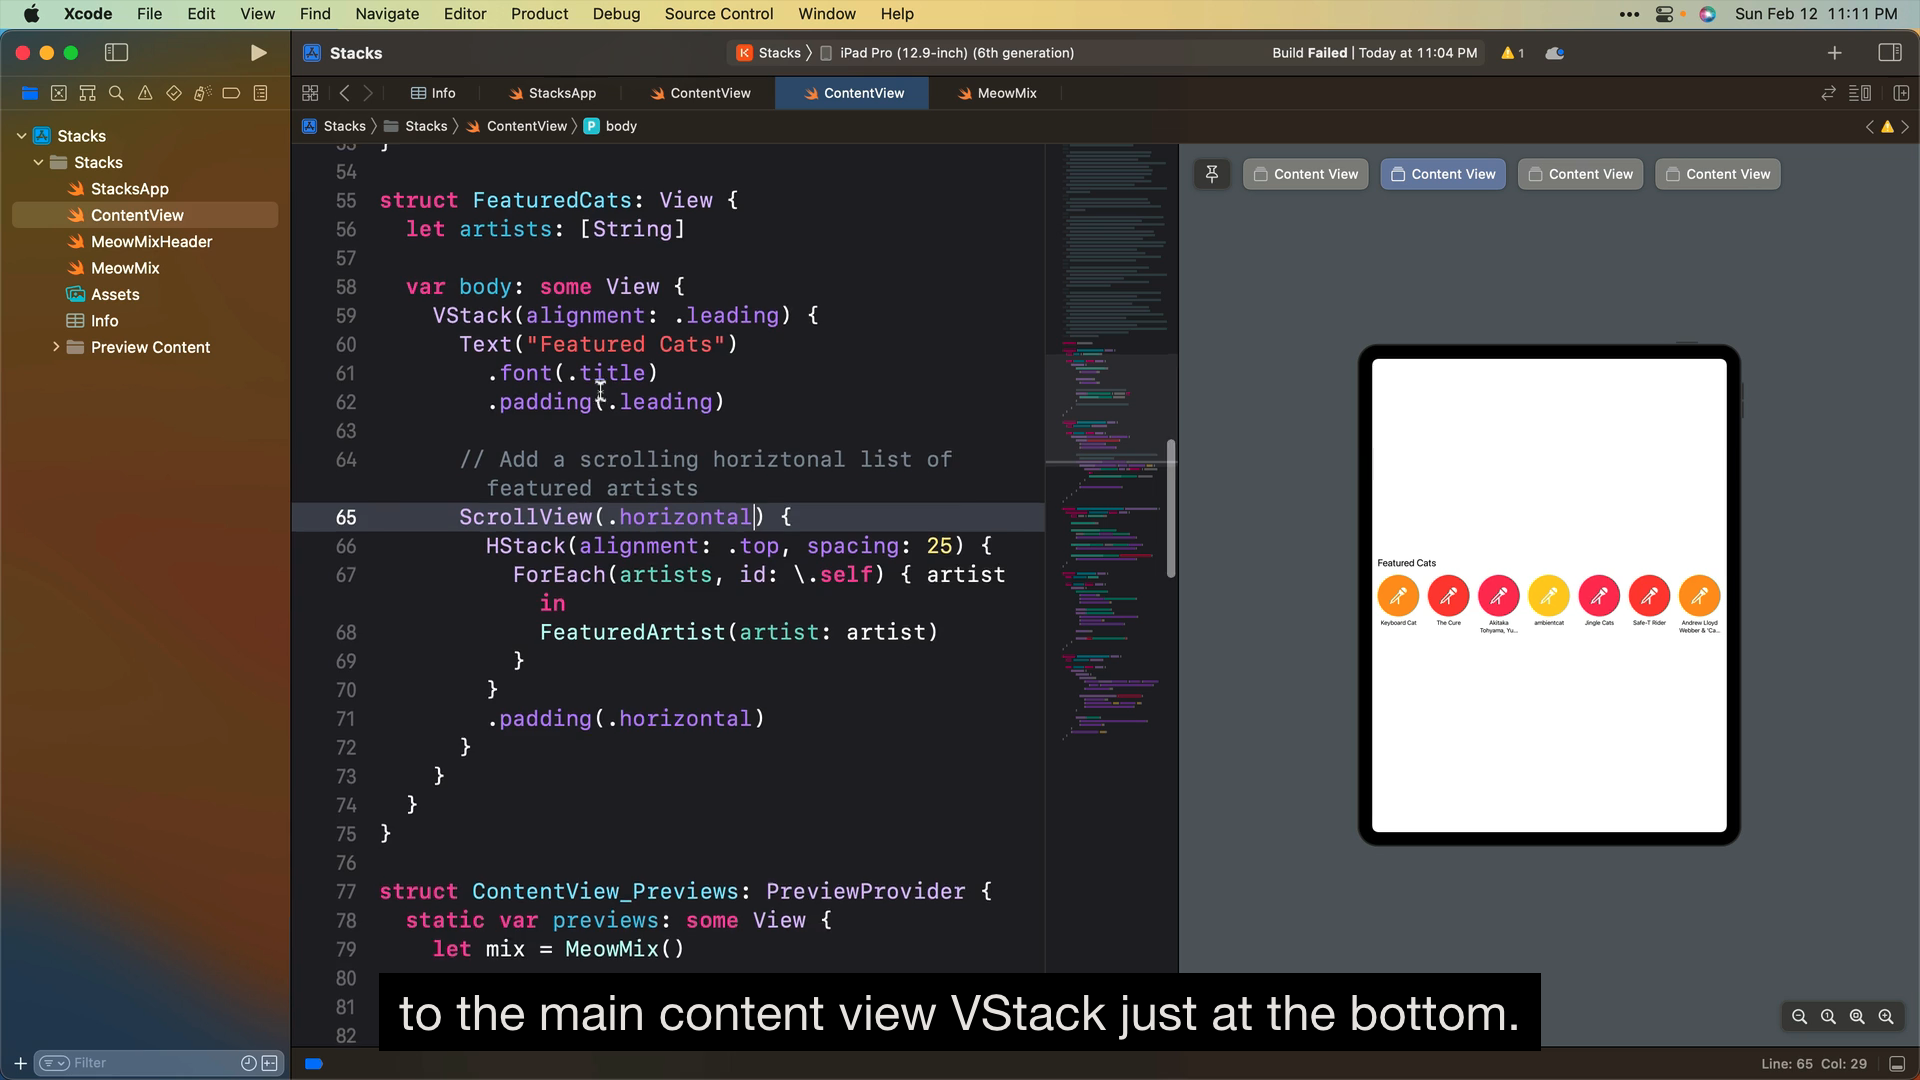 Xcode File Edit View Find Navigate Editor Product Debug Source Control Window Help Sun Feb 12 11:11 PM
Stacks Stacks iPad Pro (12.9-inch) (6th generation) Build Failed | Today at 11:04 PM 1
Info StacksApp ContentView ContentView MeowMix
Stacks Stacks ContentView body
Stacks
Stacks
StacksApp
ContentView
MeowMixHeader
MeowMix
Assets
Info
Preview Content
Filter
53 }
54
55 struct FeaturedCats: View {
56 let artists: [String]
57
58 var body: some View {
59 VStack(alignment: .leading) {
60 Text("Featured Cats")
61 .font(.title)
62 .padding(.leading)
63
64 // Add a scrolling horiztonal list of
featured artists
65 ScrollView(.horizontal) {
66 HStack(alignment: .top, spacing: 25) {
67 ForEach(artists, id: \.self) { artist
in
68 FeaturedArtist(artist: artist)
69 }
70 }
71 .padding(.horizontal)
72 }
73 }
74 }
75 }
76
77 struct ContentView_Previews: PreviewProvider {
78 static var previews: some View {
79 let mix = MeowMix()
80
81
82
Content View Content View Content View Content View
Featured Cats
Keyboard Cat The Cure Akitaka Tohyama, Yu... ambientcat Jingle Cats Safe-T Rider Andrew Lloyd Webber & 'Ca...
to the main content view VStack just at the bottom.
Line: 65 Col: 29